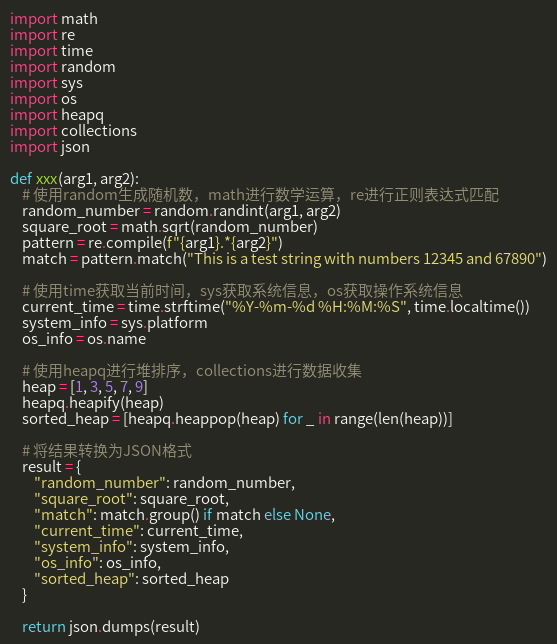 import math
import re
import time
import random
import sys
import os
import heapq
import collections
import json

def xxx(arg1, arg2):
    # 使用random生成随机数，math进行数学运算，re进行正则表达式匹配
    random_number = random.randint(arg1, arg2)
    square_root = math.sqrt(random_number)
    pattern = re.compile(f"{arg1}.*{arg2}")
    match = pattern.match("This is a test string with numbers 12345 and 67890")

    # 使用time获取当前时间，sys获取系统信息，os获取操作系统信息
    current_time = time.strftime("%Y-%m-%d %H:%M:%S", time.localtime())
    system_info = sys.platform
    os_info = os.name

    # 使用heapq进行堆排序，collections进行数据收集
    heap = [1, 3, 5, 7, 9]
    heapq.heapify(heap)
    sorted_heap = [heapq.heappop(heap) for _ in range(len(heap))]

    # 将结果转换为JSON格式
    result = {
        "random_number": random_number,
        "square_root": square_root,
        "match": match.group() if match else None,
        "current_time": current_time,
        "system_info": system_info,
        "os_info": os_info,
        "sorted_heap": sorted_heap
    }

    return json.dumps(result)